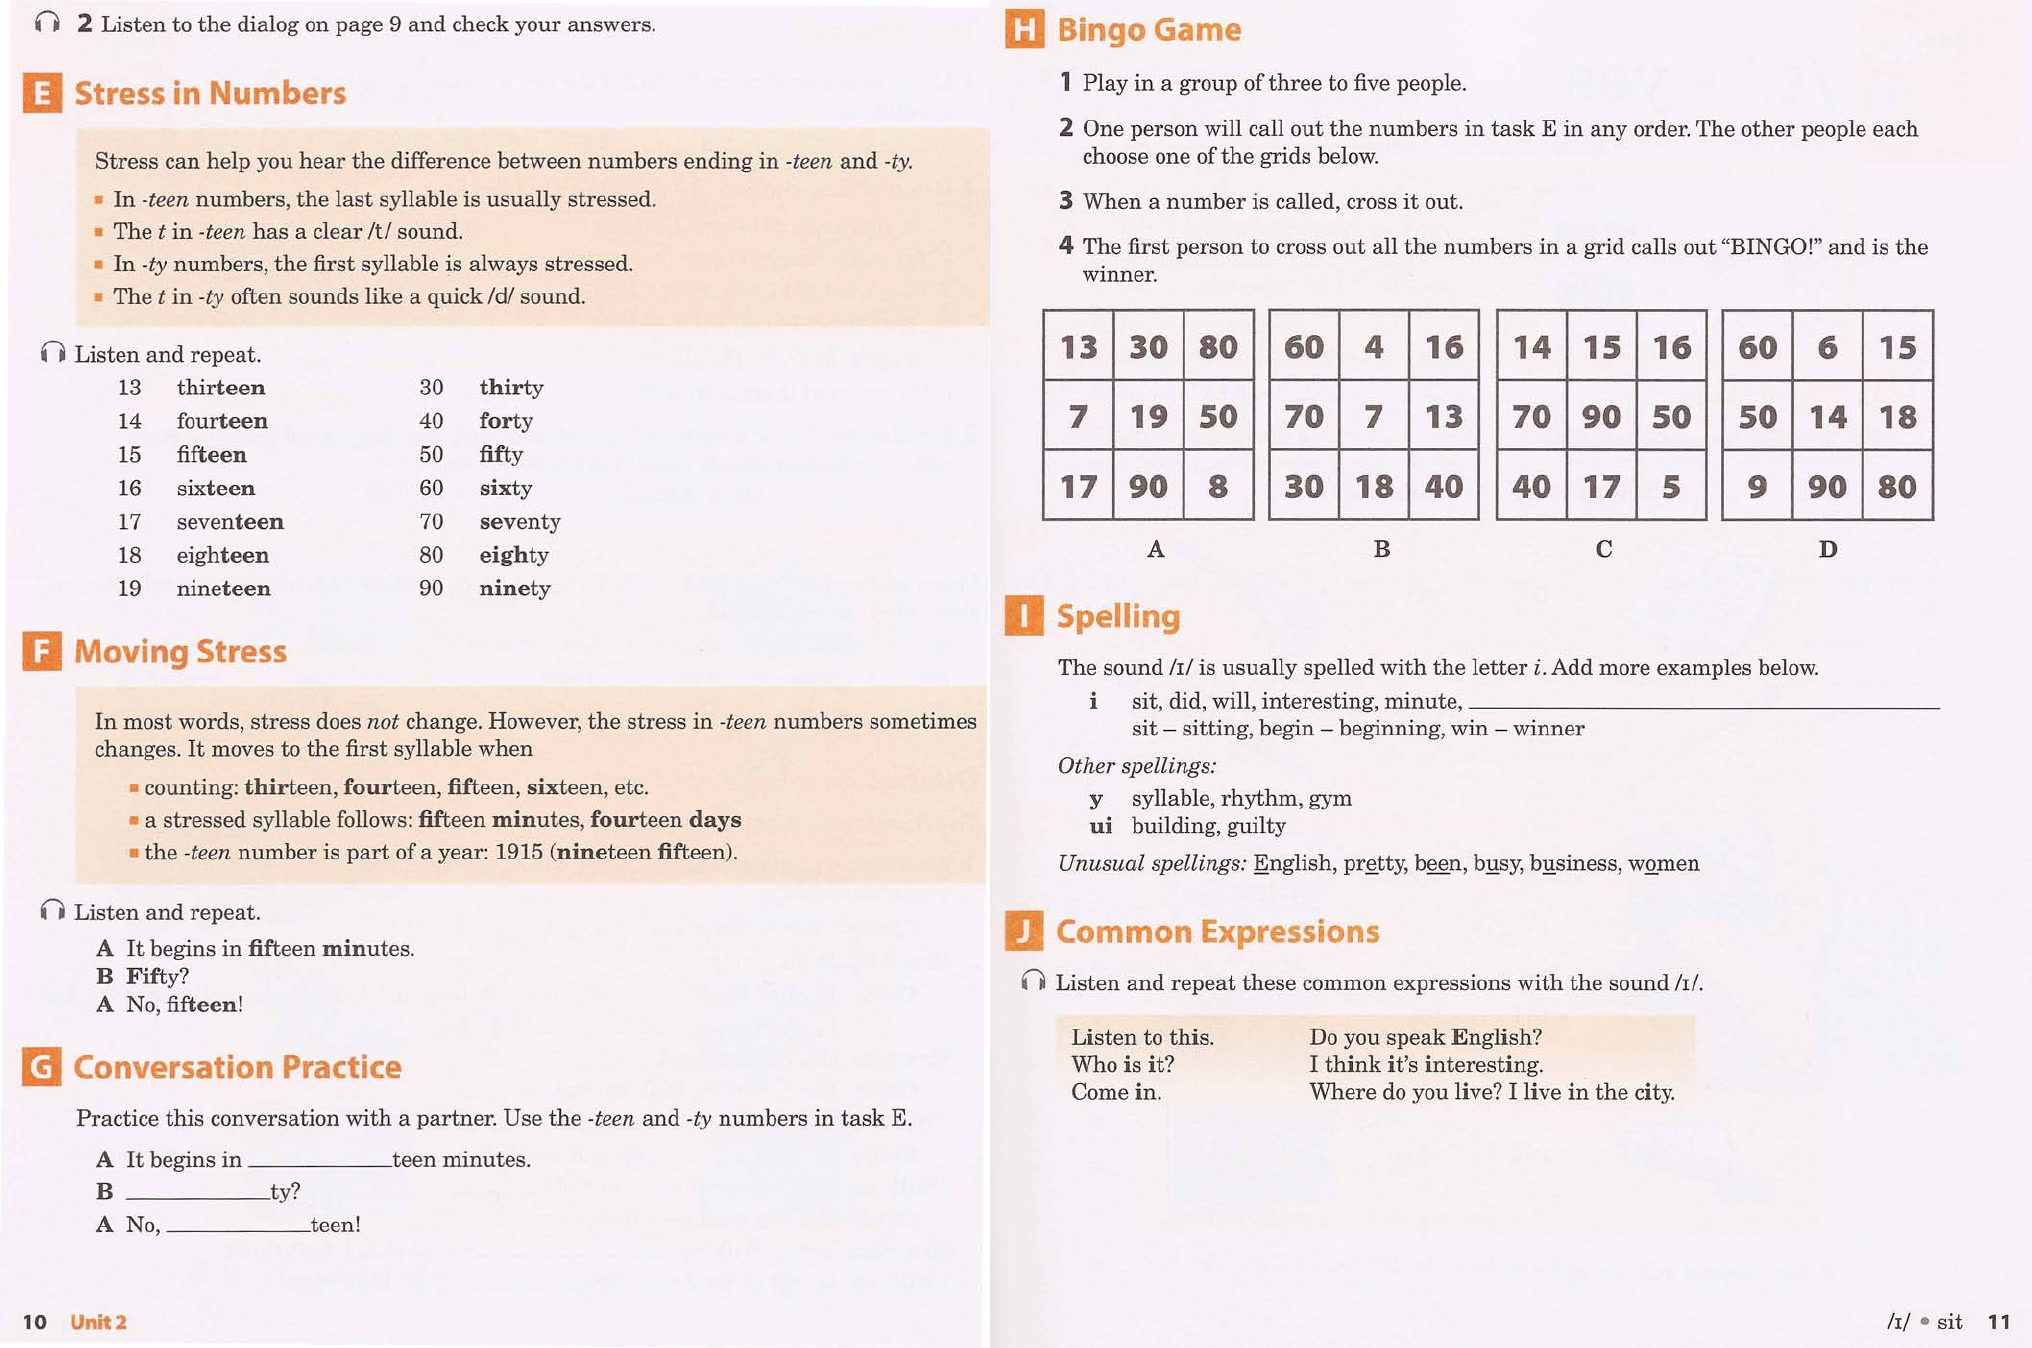 2 Listen to the dialog on page 9 and check your answers.
E Stress in Numbers
Stress can help you hear the difference between numbers ending in -teen and -ty.
In -teen numbers, the last syllable is usually stressed.
The t in -teen has a clear /t/ sound.
In -ty numbers, the first syllable is always stressed.
The t in -ty often sounds like a quick /d/ sound.
Listen and repeat.
13 thirteen 30 thirty
14 fourteen 40 forty
15 fifteen 50 fifty
16 sixteen 60 sixty
17 seventeen 70 seventy
18 eighteen 80 eighty
19 nineteen 90 ninety
F Moving Stress
In most words, stress does not change. However, the stress in -teen numbers sometimes
changes. It moves to the first syllable when
counting: thirteen, fourteen, fifteen, sixteen, etc.
a stressed syllable follows: fifteen minutes, fourteen days
the -teen number is part of a year: 1915 (nineteen fifteen).
Listen and repeat.
A It begins in fifteen minutes.
B Fifty?
A No, fifteen!
G Conversation Practice
Practice this conversation with a partner. Use the -teen and -ty numbers in task E.
A It begins in ____________teen minutes.
B ____________ty?
A No, ____________teen!
10 Unit 2
H Bingo Game
1 Play in a group of three to five people.
2 One person will call out the numbers in task E in any order. The other people each
choose one of the grids below.
3 When a number is called, cross it out.
4 The first person to cross out all the numbers in a grid calls out “BINGO!” and is the
winner.
13 30 80 60 4 16 14 15 16 60 6 15
7 19 50 70 7 13 70 90 50 50 14 18
17 90 8 30 18 40 40 17 5 9 90 80
A B C D
I Spelling
The sound /ɪ/ is usually spelled with the letter i. Add more examples below.
i sit, did, will, interesting, minute, ____________
sit – sitting, begin – beginning, win – winner
Other spellings:
y syllable, rhythm, gym
ui building, guilty
Unusual spellings: English, pretty, been, busy, business, women
J Common Expressions
Listen and repeat these common expressions with the sound /ɪ/.
Listen to this. Do you speak English?
Who is it? I think it's interesting.
Come in. Where do you live? I live in the city.
/ɪ/ • sit 11